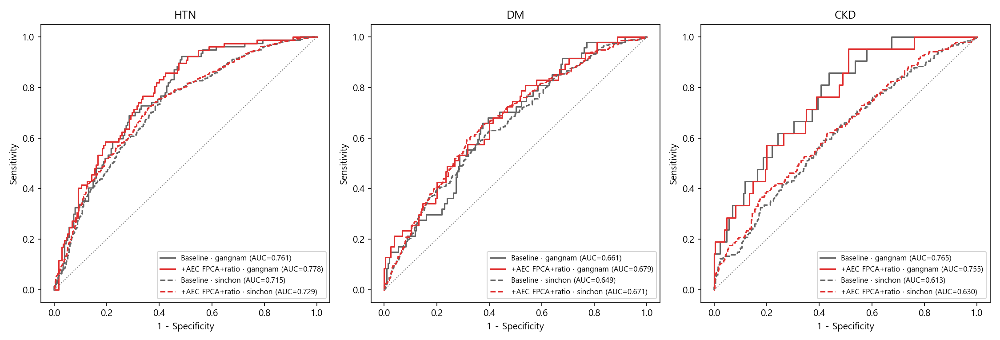 HTN
Sensitivity
1.0
0.8
0.6
0.4
0.2
0.0
Baseline · gangnam (AUC=0.761)
+AEC FPCA+ratio · gangnam (AUC=0.778)
Baseline · sinchon (AUC=0.715)
+AEC FPCA+ratio · sinchon (AUC=0.729)
0.0 0.2 0.4 0.6 0.8 1.0
1 - Specificity
DM
Sensitivity
1.0
0.8
0.6
0.4
0.2
0.0
Baseline · gangnam (AUC=0.661)
+AEC FPCA+ratio · gangnam (AUC=0.679)
Baseline · sinchon (AUC=0.649)
+AEC FPCA+ratio · sinchon (AUC=0.671)
0.0 0.2 0.4 0.6 0.8 1.0
1 - Specificity
CKD
Sensitivity
1.0
0.8
0.6
0.4
0.2
0.0
Baseline · gangnam (AUC=0.765)
+AEC FPCA+ratio · gangnam (AUC=0.755)
Baseline · sinchon (AUC=0.613)
+AEC FPCA+ratio · sinchon (AUC=0.630)
0.0 0.2 0.4 0.6 0.8 1.0
1 - Specificity